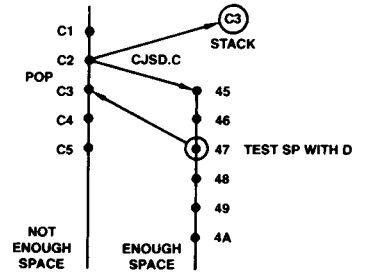 C1
C3
STACK
C2
CJSD.C
POP
C3
45
C4
46
C5
47 TEST SP WITH D
48
49
4A
NOT
ENOUGH
SPACE
ENOUGH
SPACE